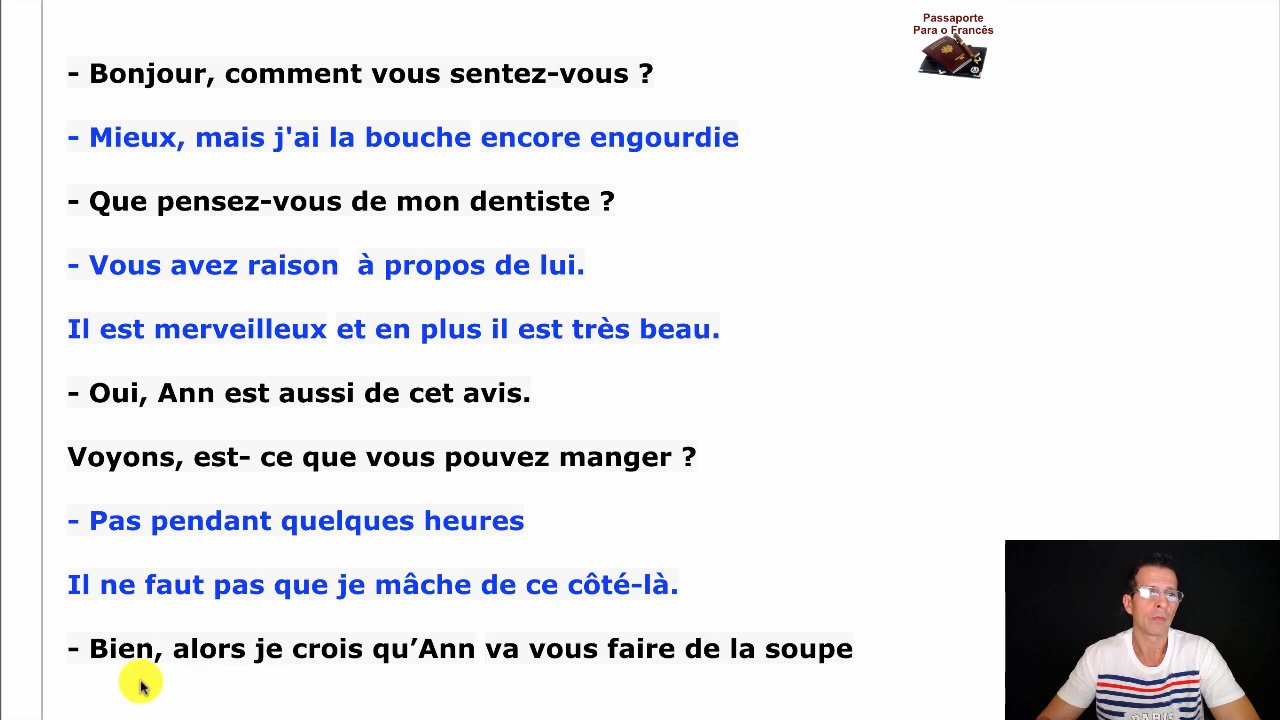 Passaporte
Para o Francês
- Bonjour, comment vous sentez-vous ?
- Mieux, mais j'ai la bouche encore engourdie
- Que pensez-vous de mon dentiste ?
- Vous avez raison  à propos de lui.
Il est merveilleux et en plus il est très beau.
- Oui, Ann est aussi de cet avis.
Voyons, est- ce que vous pouvez manger ?
- Pas pendant quelques heures
Il ne faut pas que je mâche de ce côté-là.
- Bien, alors je crois qu’Ann va vous faire de la soupe
PARIS